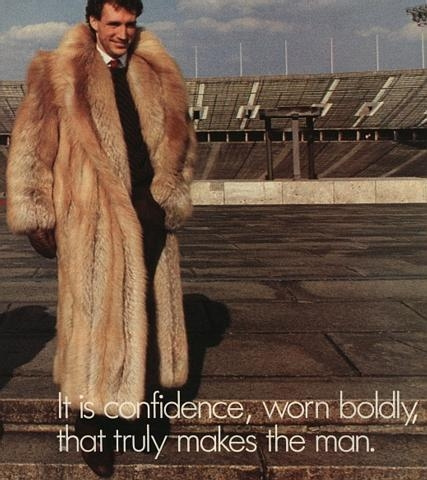 It is confidence, worn boldly,
that truly makes the man.